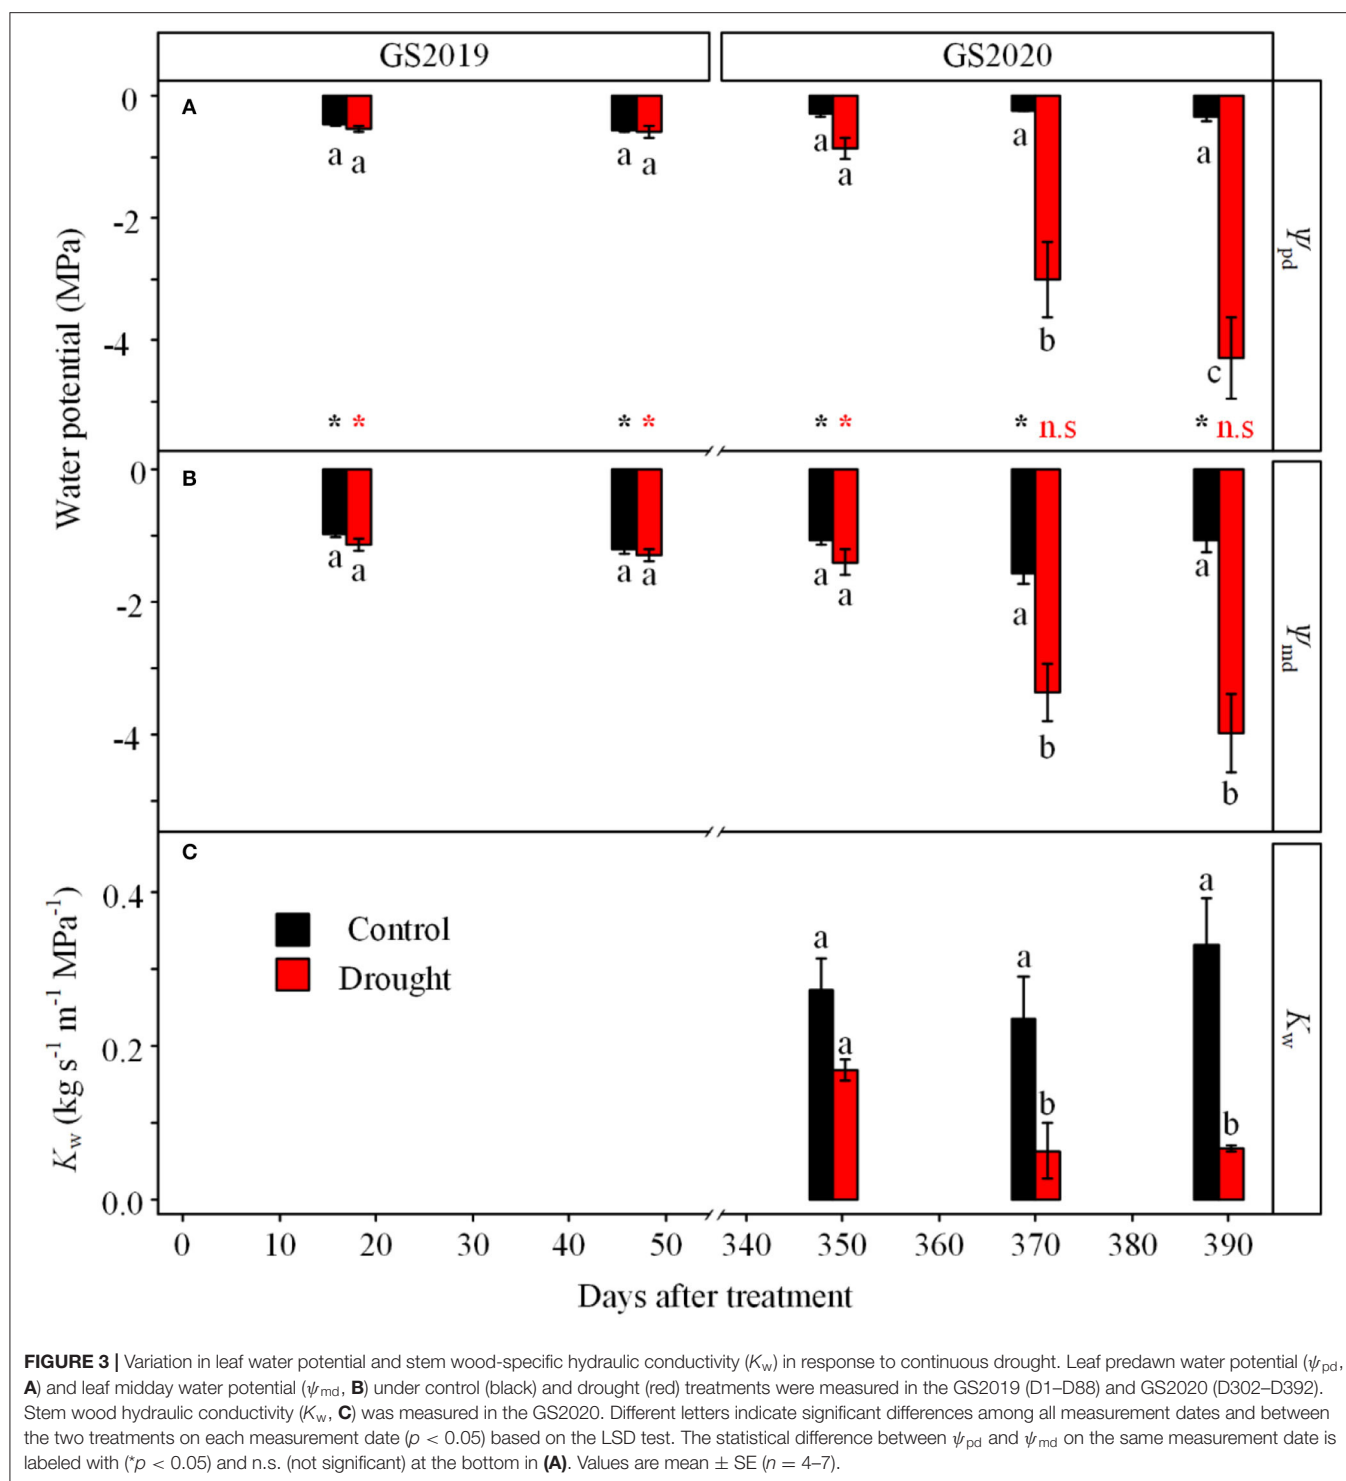 GS2019 GS2020
A
0
-2
-4
a a a a a a a b a c
* * * * * * * n.s * n.s
Ψpd
Water potential (MPa)
B
0
-2
-4
a a a a a a a b a b
Ψmd
C
0.4
0.2
0.0
Kw (kg s-1 m-1 MPa-1)
Control
Drought
a a a b a b
Kw
0 10 20 30 40 50 340 350 360 370 380 390
Days after treatment
FIGURE 3 | Variation in leaf water potential and stem wood-specific hydraulic conductivity (Kw) in response to continuous drought. Leaf predawn water potential (ψpd,
A) and leaf midday water potential (ψmd, B) under control (black) and drought (red) treatments were measured in the GS2019 (D1–D88) and GS2020 (D302–D392).
Stem wood hydraulic conductivity (Kw, C) was measured in the GS2020. Different letters indicate significant differences among all measurement dates and between
the two treatments on each measurement date (p < 0.05) based on the LSD test. The statistical difference between ψpd and ψmd on the same measurement date is
labeled with (*p < 0.05) and n.s. (not significant) at the bottom in (A). Values are mean ± SE (n = 4–7).